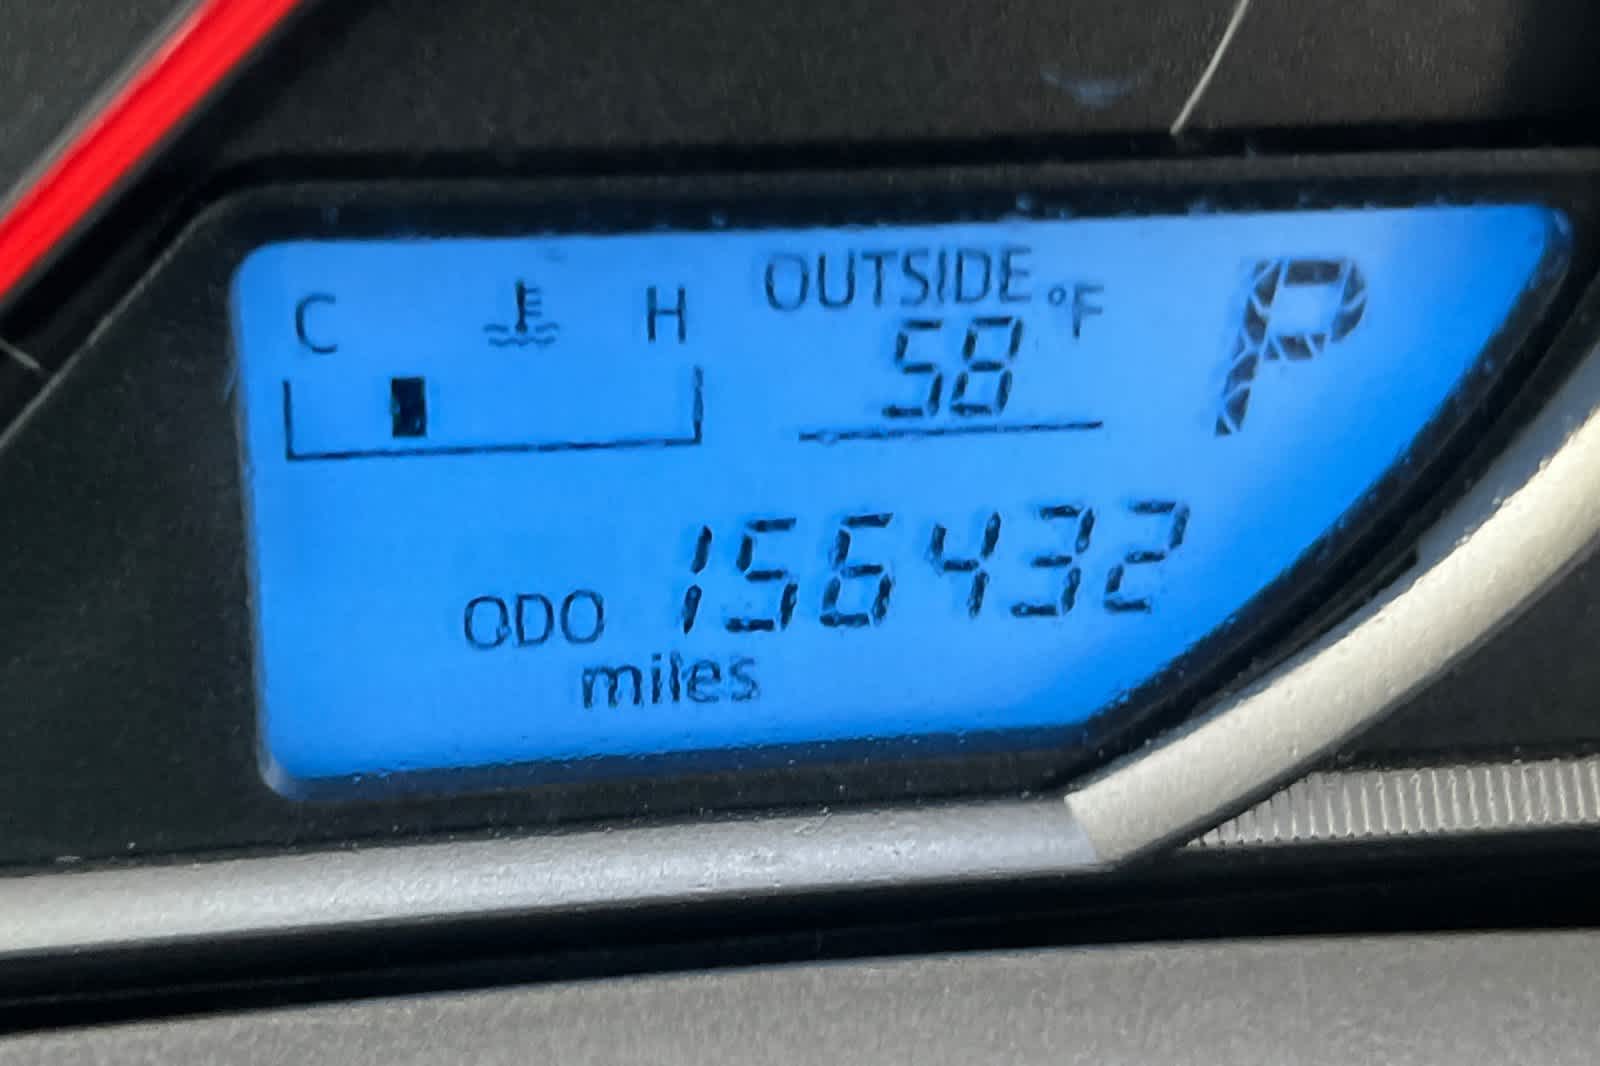 C H
OUTSIDE °F
58
P
ODO 156432
miles